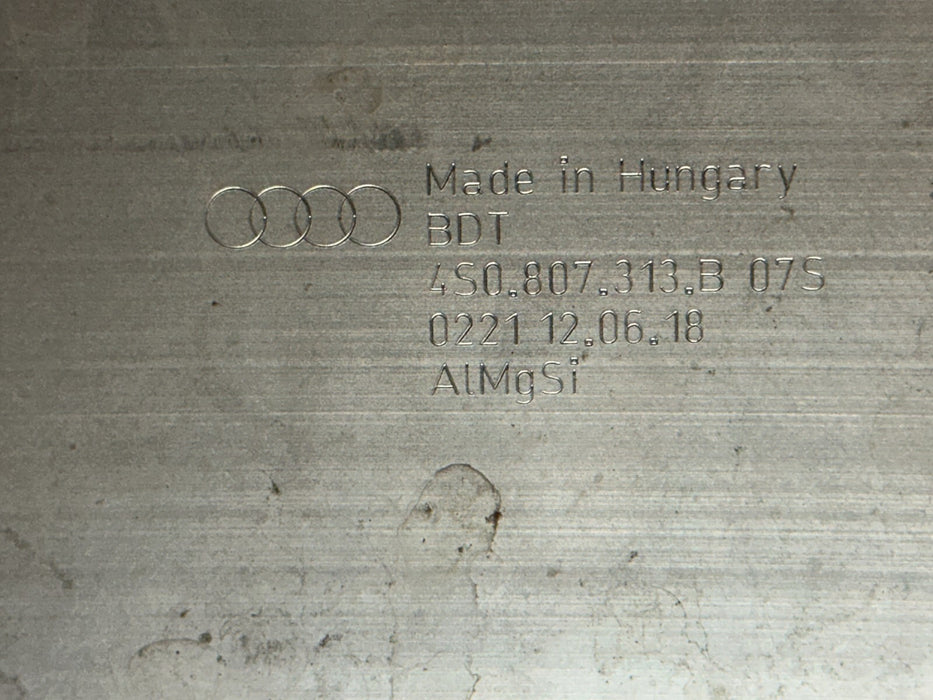 Made in Hungary
BDT
4S0.807.313.B 07S
0221 12.06.18
AlMgSi